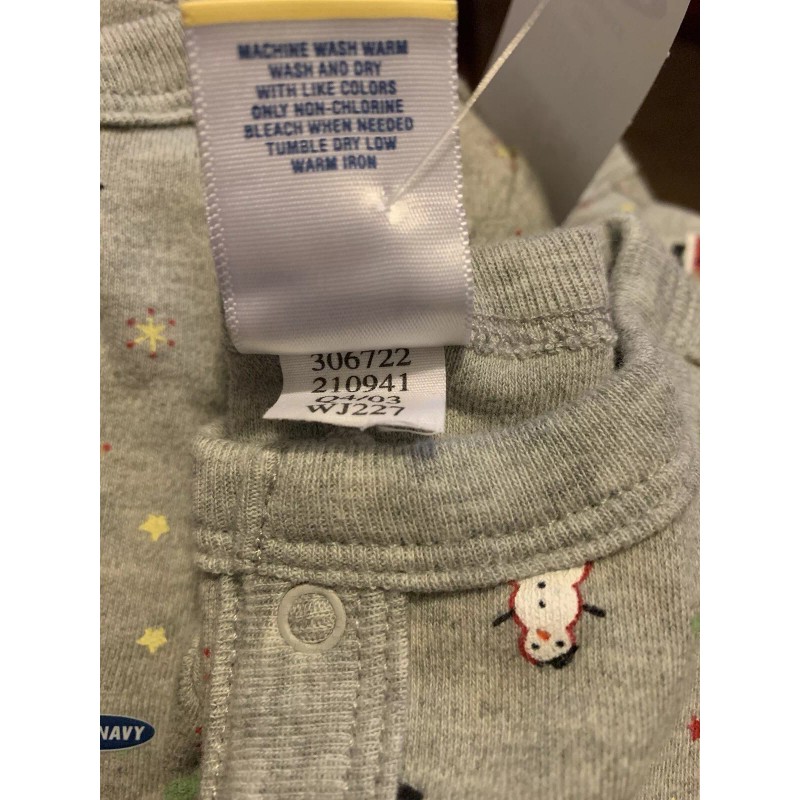 MACHINE WASH WARM
WASH AND DRY
WITH LIKE COLORS
ONLY NON-CHLORINE
BLEACH WHEN NEEDED
TUMBLE DRY LOW
WARM IRON
306722
210941
04/03
WJ227
NAVY